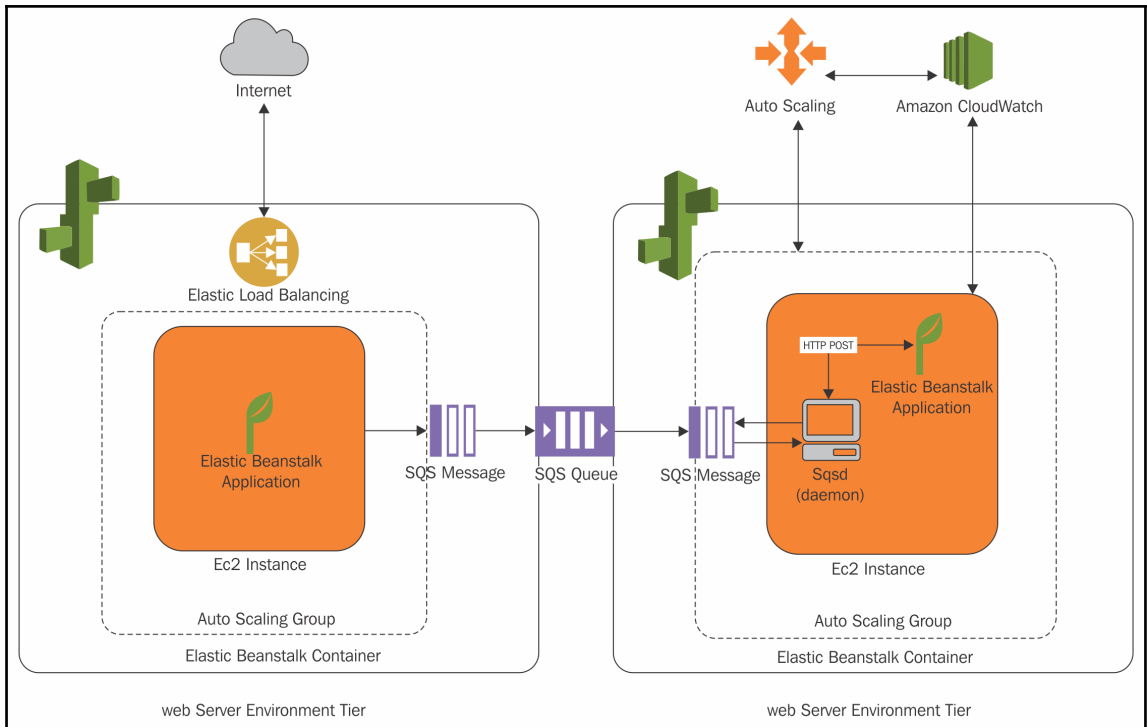 Internet
Auto Scaling
Amazon CloudWatch
Elastic Load Balancing
Elastic Beanstalk
Application
SQS Message
SQS Queue
SQS Message
HTTP POST
Elastic Beanstalk
Application
Sqsd
(daemon)
Ec2 Instance
Ec2 Instance
Auto Scaling Group
Auto Scaling Group
Elastic Beanstalk Container
Elastic Beanstalk Container
web Server Environment Tier
web Server Environment Tier